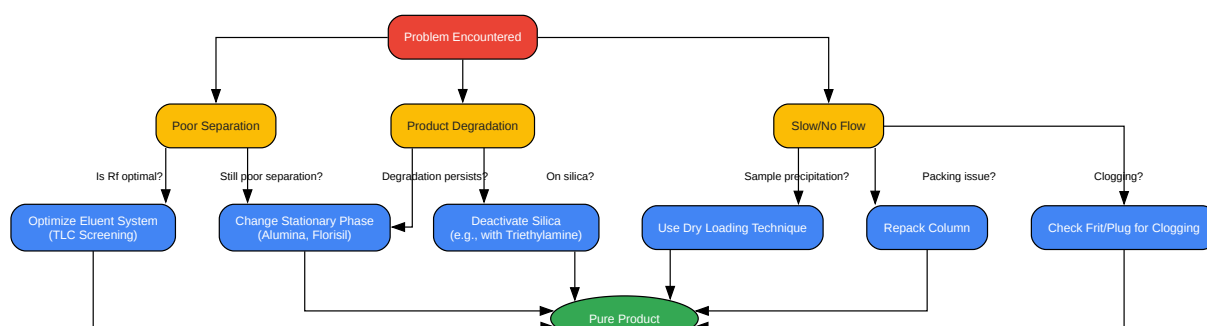 Problem Encountered
Poor Separation
Product Degradation
Slow/No Flow
Is Rf optimal?
Still poor separation?
Degradation persists?
On silica?
Sample precipitation?
Packing issue?
Clogging?
Optimize Eluent System
(TLC Screening)
Change Stationary Phase
(Alumina, Florisil)
Deactivate Silica
(e.g., with Triethylamine)
Use Dry Loading Technique
Repack Column
Check Frit/Plug for Clogging
Pure Product